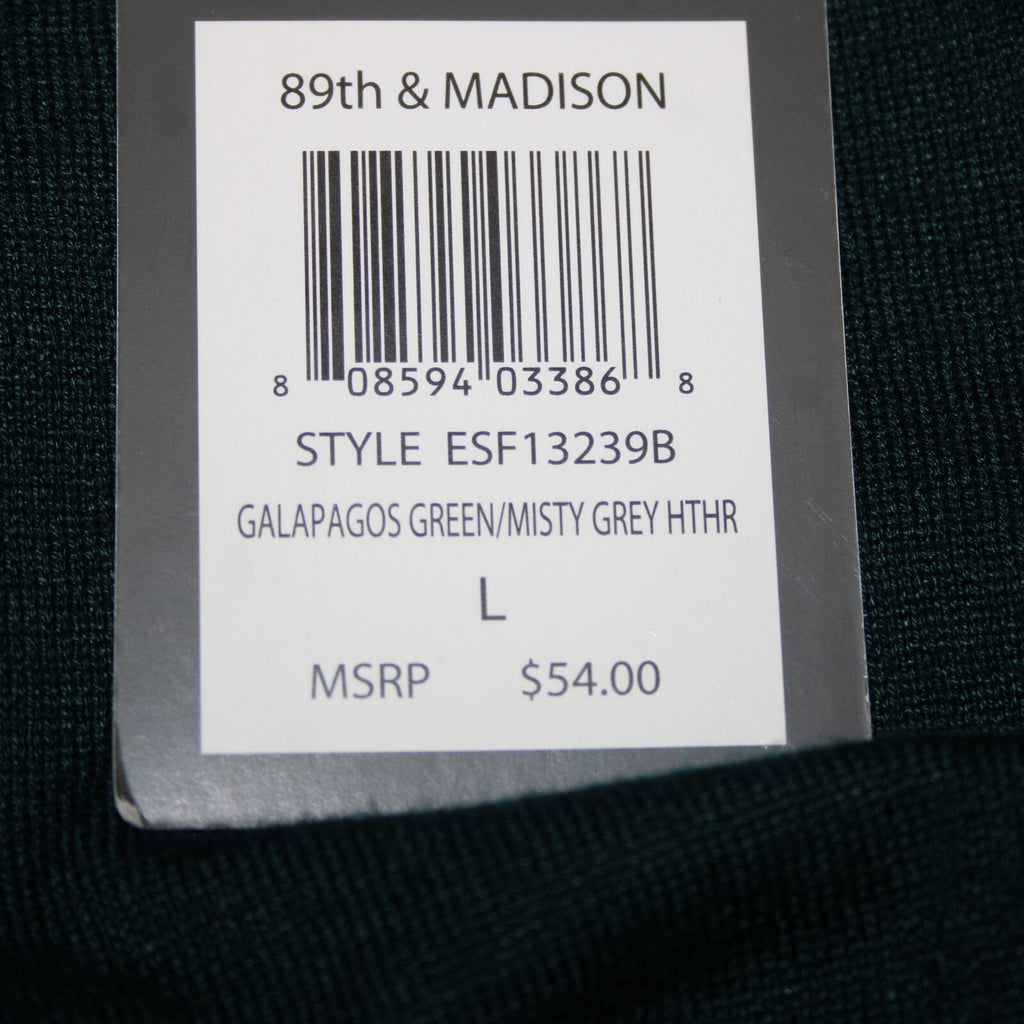 89th & MADISON
8 08594 03386 8
STYLE ESF13239B
GALAPAGOS GREEN/MISTY GREY HTHR
L
MSRP $54.00